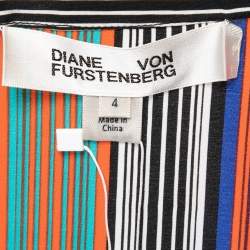 DIANE VON
FURSTENBERG
4
Made in
China